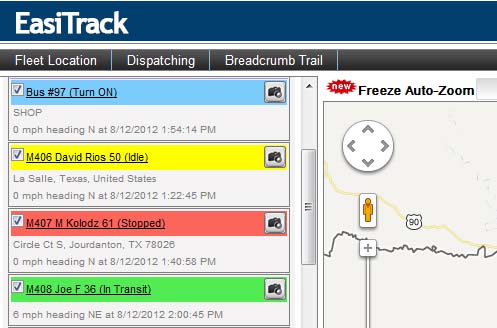 EasiTrack
Fleet Location Dispatching Breadcrumb Trail
Bus #97 (Turn ON)
SHOP
0 mph heading N at 8/12/2012 1:54:14 PM
M406 David Rios 50 (Idle)
La Salle, Texas, United States
0 mph heading N at 8/12/2012 1:22:45 PM
M407 M Kolodz 61 (Stopped)
Circle Ct S, Jourdanton, TX 78026
0 mph heading N at 8/12/2012 1:40:58 PM
M408 Joe F 36 (In Transit)
6 mph heading NE at 8/12/2012 2:00:45 PM
new Freeze Auto-Zoom
90